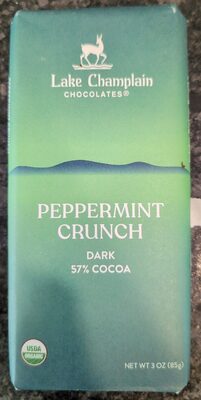 Lake Champlain
CHOCOLATES®
PEPPERMINT
CRUNCH
DARK
57% COCOA
USDA
ORGANIC
NET WT 3 OZ (85g)